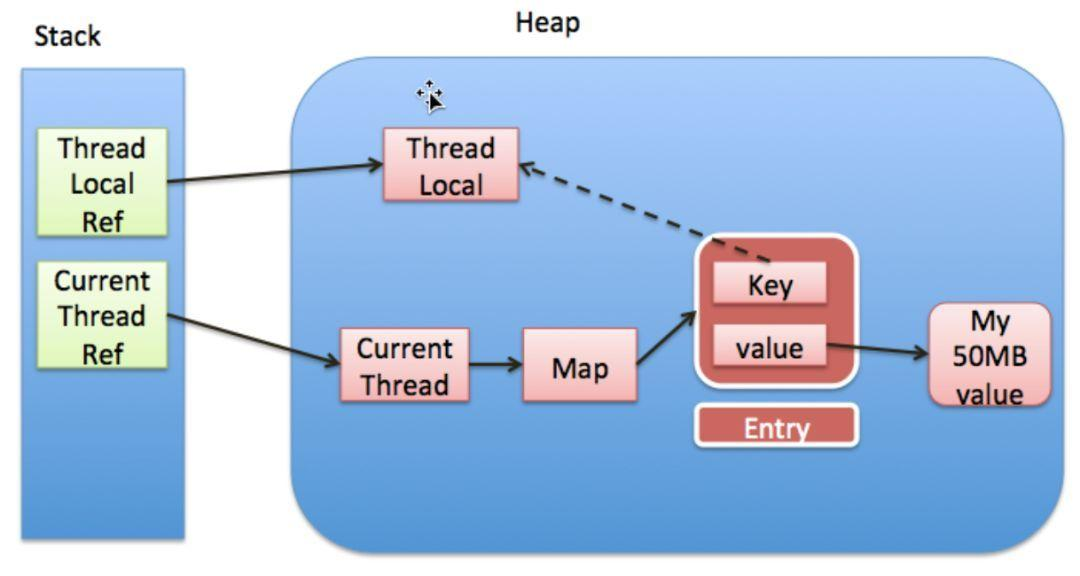 Stack
Heap
Thread
Local
Ref
Thread
Local
Current
Thread
Ref
Key
value
Current
Thread
Map
My
50MB
value
Entry